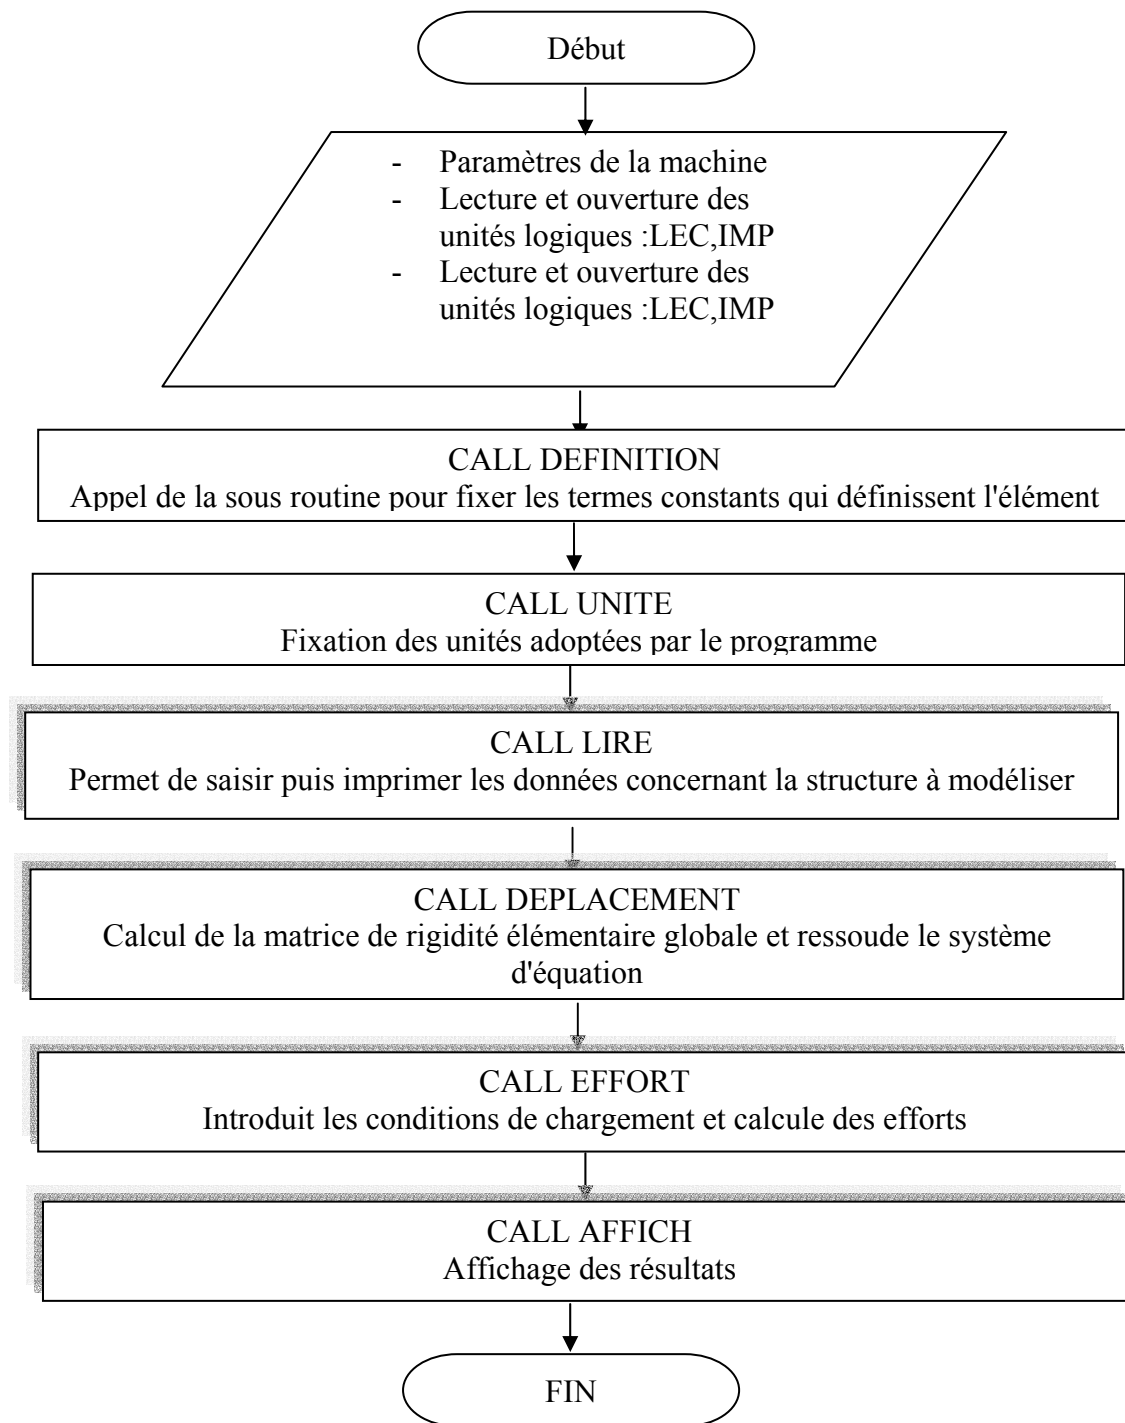 Début
- Paramètres de la machine
- Lecture et ouverture des
unités logiques :LEC,IMP
- Lecture et ouverture des
unités logiques :LEC,IMP
CALL DEFINITION
Appel de la sous routine pour fixer les termes constants qui définissent l'élément
CALL UNITE
Fixation des unités adoptées par le programme
CALL LIRE
Permet de saisir puis imprimer les données concernant la structure à modéliser
CALL DEPLACEMENT
Calcul de la matrice de rigidité élémentaire globale et ressoude le système
d'équation
CALL EFFORT
Introduit les conditions de chargement et calcule des efforts
CALL AFFICH
Affichage des résultats
FIN